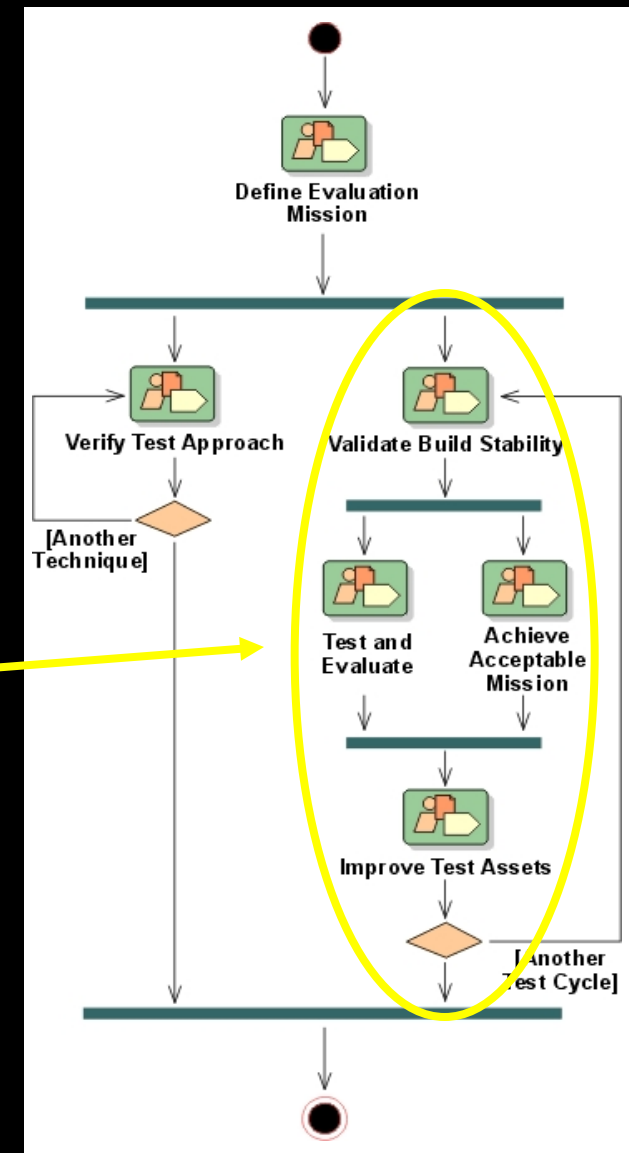 Define Evaluation
Mission
Verify Test Approach
Validate Build Stability
[Another
Technique]
Test and
Evaluate
Achieve
Acceptable
Mission
Improve Test Assets
[Another
Test Cycle]